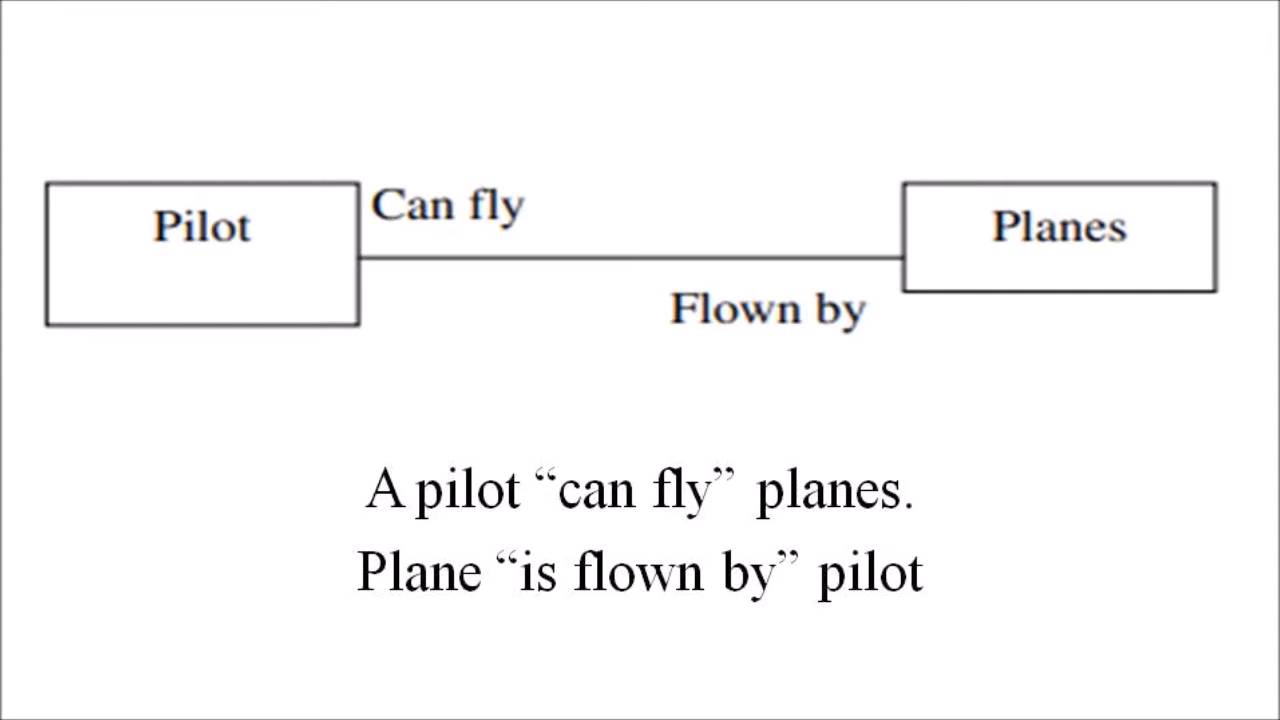 Pilot
Can fly
Planes
Flown by
A pilot “can fly” planes.
Plane “is flown by” pilot